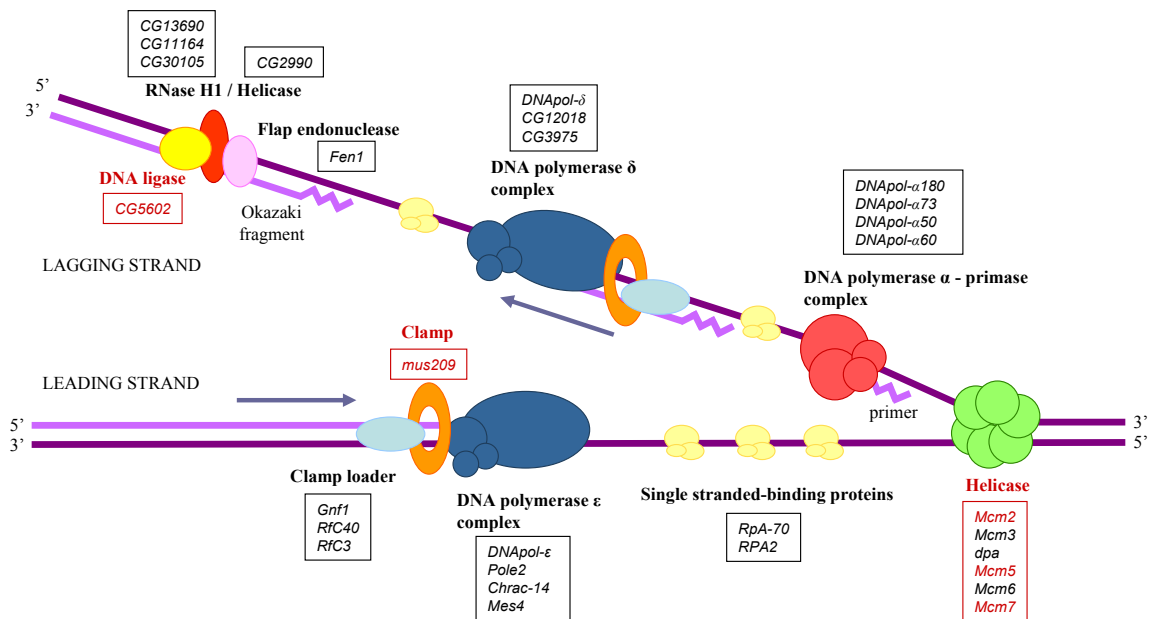 CG13690
CG11164
CG30105
CG2990
RNase H1 / Helicase
5’
3’
Flap endonuclease
Fen1
DNApol-δ
CG12018
CG3975
DNA polymerase δ
complex
DNA ligase
CG5602
Okazaki
fragment
DNApol-α180
DNApol-α73
DNApol-α50
DNApol-α60
LAGGING STRAND
DNA polymerase α - primase
complex
Clamp
mus209
LEADING STRAND
primer
5’
3’
3’
5’
Clamp loader
Gnf1
RfC40
RfC3
DNA polymerase ε
complex
DNApol-ε
Pole2
Chrac-14
Mes4
Single stranded-binding proteins
RpA-70
RPA2
Helicase
Mcm2
Mcm3
dpa
Mcm5
Mcm6
Mcm7